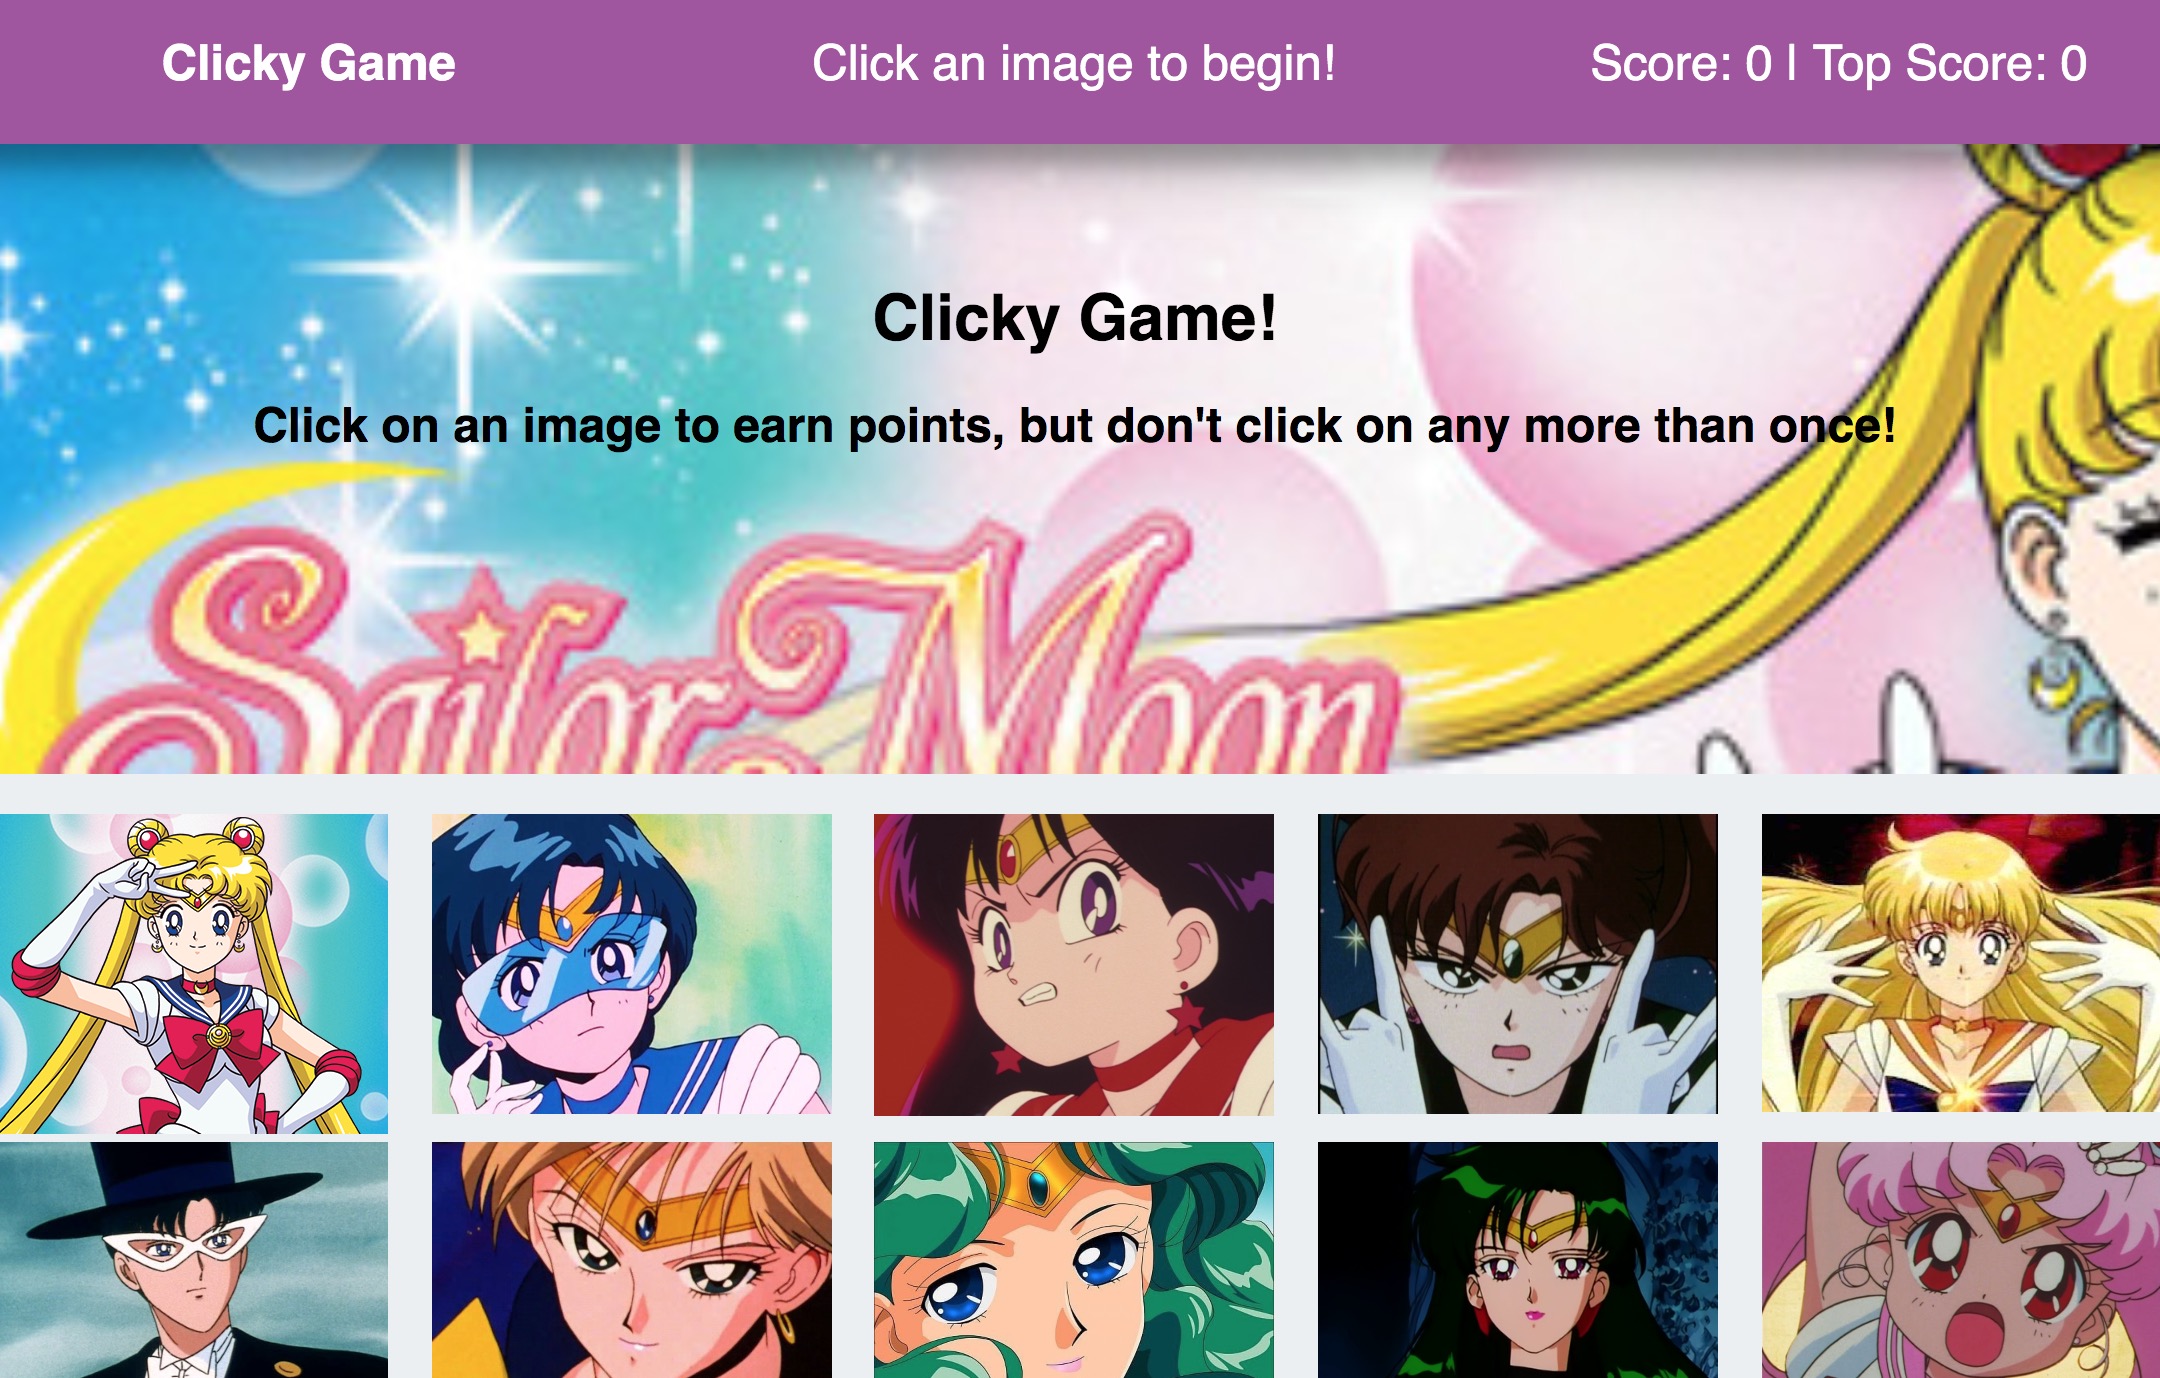 Clicky Game
Click an image to begin!
Score: 0 | Top Score: 0
Clicky Game!
Click on an image to earn points, but don't click on any more than once!
Sailor Moon